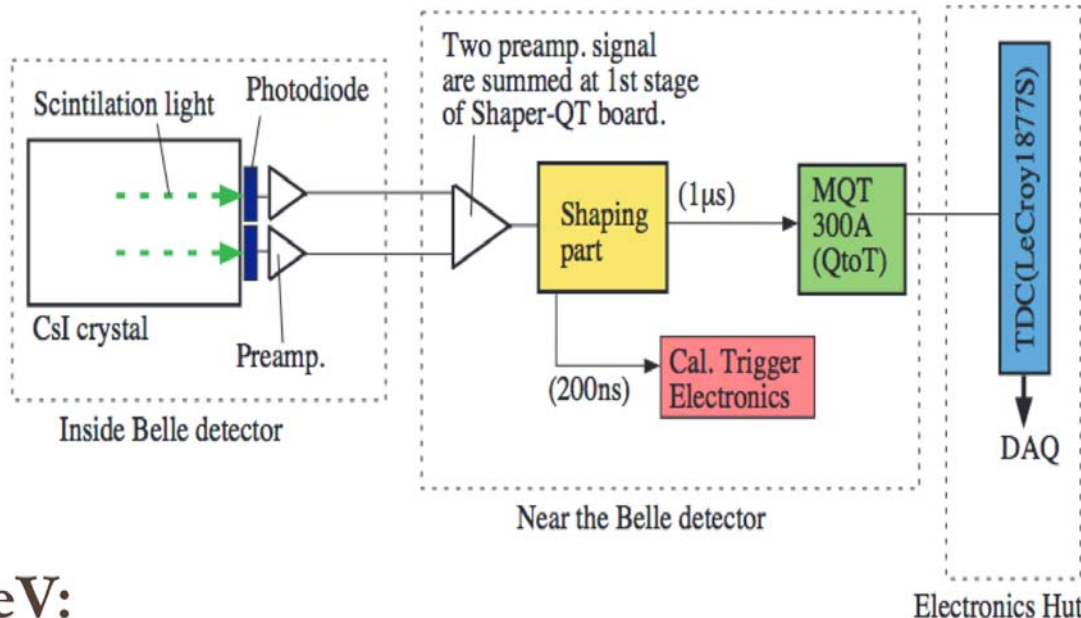 Two preamp. signal
are summed at 1st stage
of Shaper-QT board.
Photodiode
Scintilation light
CsI crystal
Preamp.
Inside Belle detector
Shaping
part
(1μs)
MQT
300A
(QtoT)
(200ns)
Cal. Trigger
Electronics
Near the Belle detector
TDC(LeCroy1877S)
DAQ
Electronics Hut
eV: